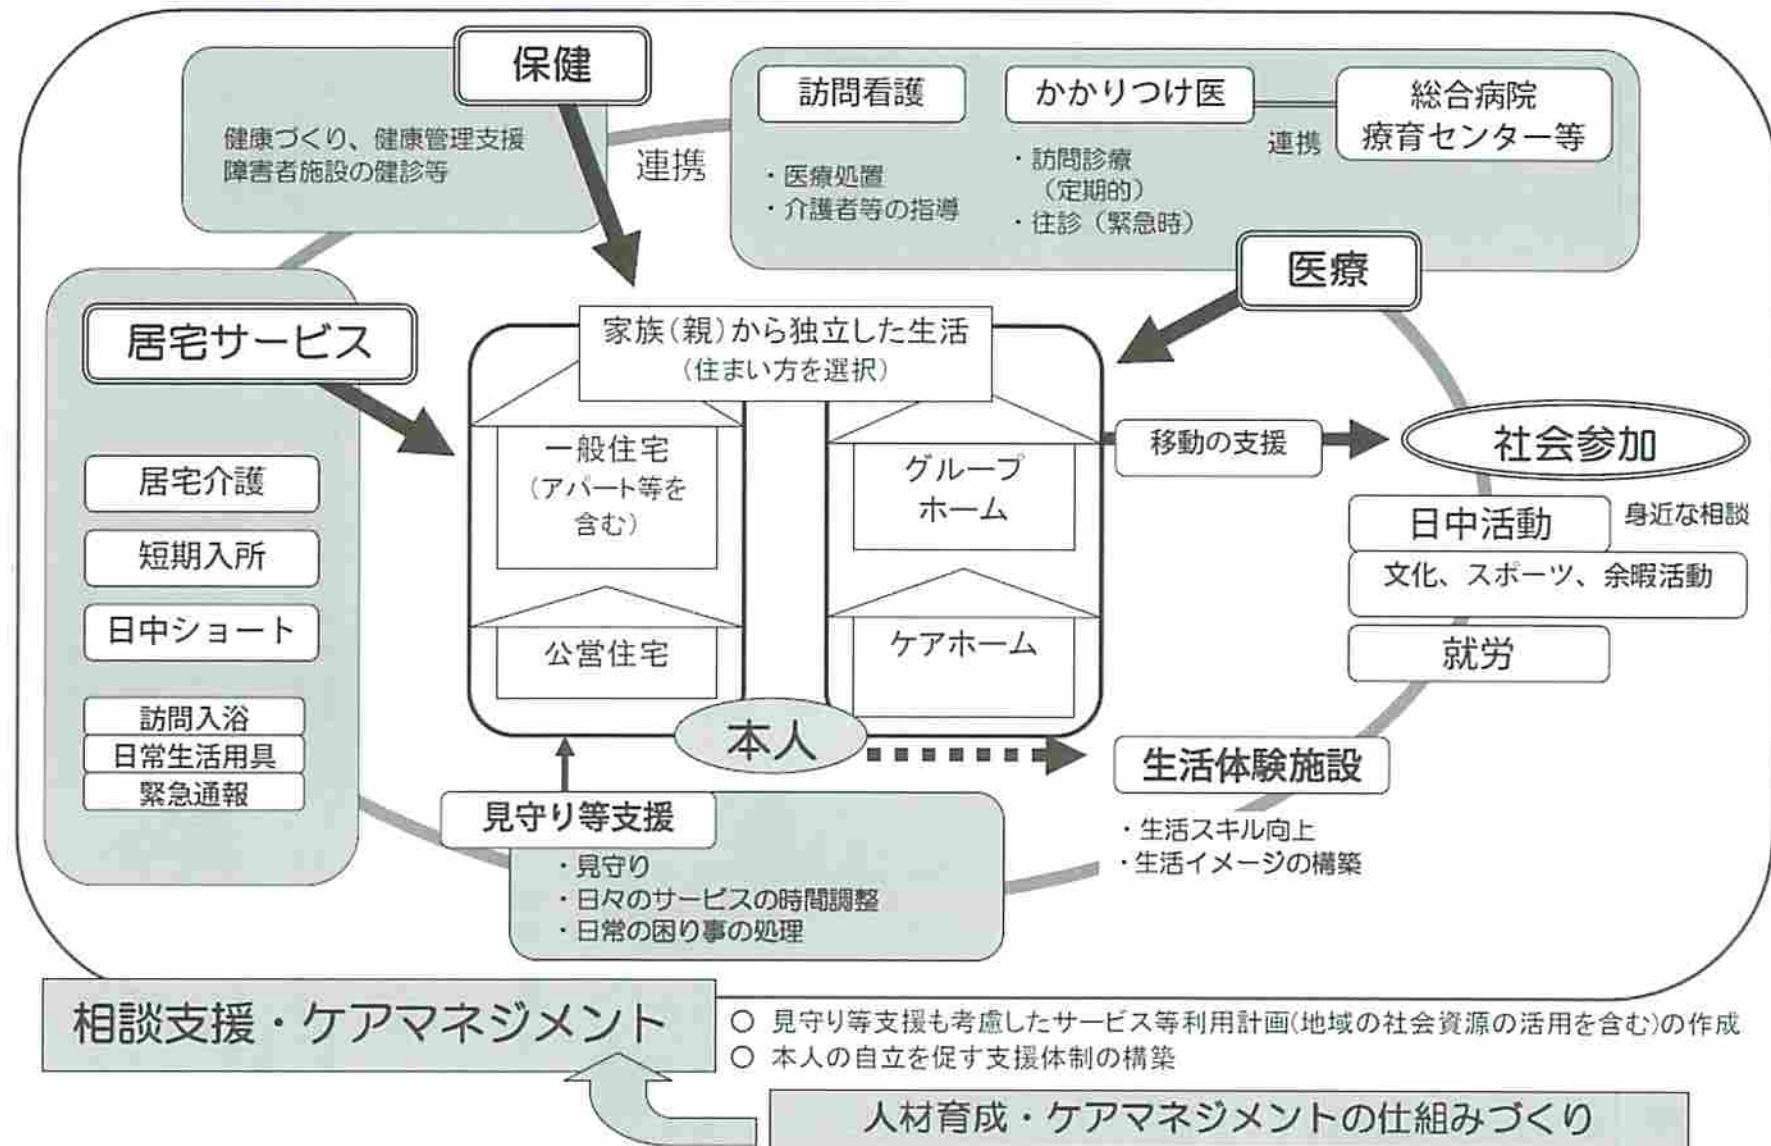 保健
健康づくり、健康管理支援
障害者施設の健診等
連携
訪問看護
・医療処置
・介護者等の指導
かかりつけ医
・訪問診療
（定期的）
・往診（緊急時）
連携
総合病院
療育センター等
医療
居宅サービス
居宅介護
短期入所
日中ショート
訪問入浴
日常生活用具
緊急通報
家族（親）から独立した生活
（住まい方を選択）
一般住宅
（アパート等を
含む）
公営住宅
グループ
ホーム
ケアホーム
本人
移動の支援
社会参加
日中活動
身近な相談
文化、スポーツ、余暇活動
就労
生活体験施設
・生活スキル向上
・生活イメージの構築
見守り等支援
・見守り
・日々のサービスの時間調整
・日常の困り事の処理
相談支援・ケアマネジメント
○ 見守り等支援も考慮したサービス等利用計画(地域の社会資源の活用を含む)の作成
○ 本人の自立を促す支援体制の構築
人材育成・ケアマネジメントの仕組みづくり